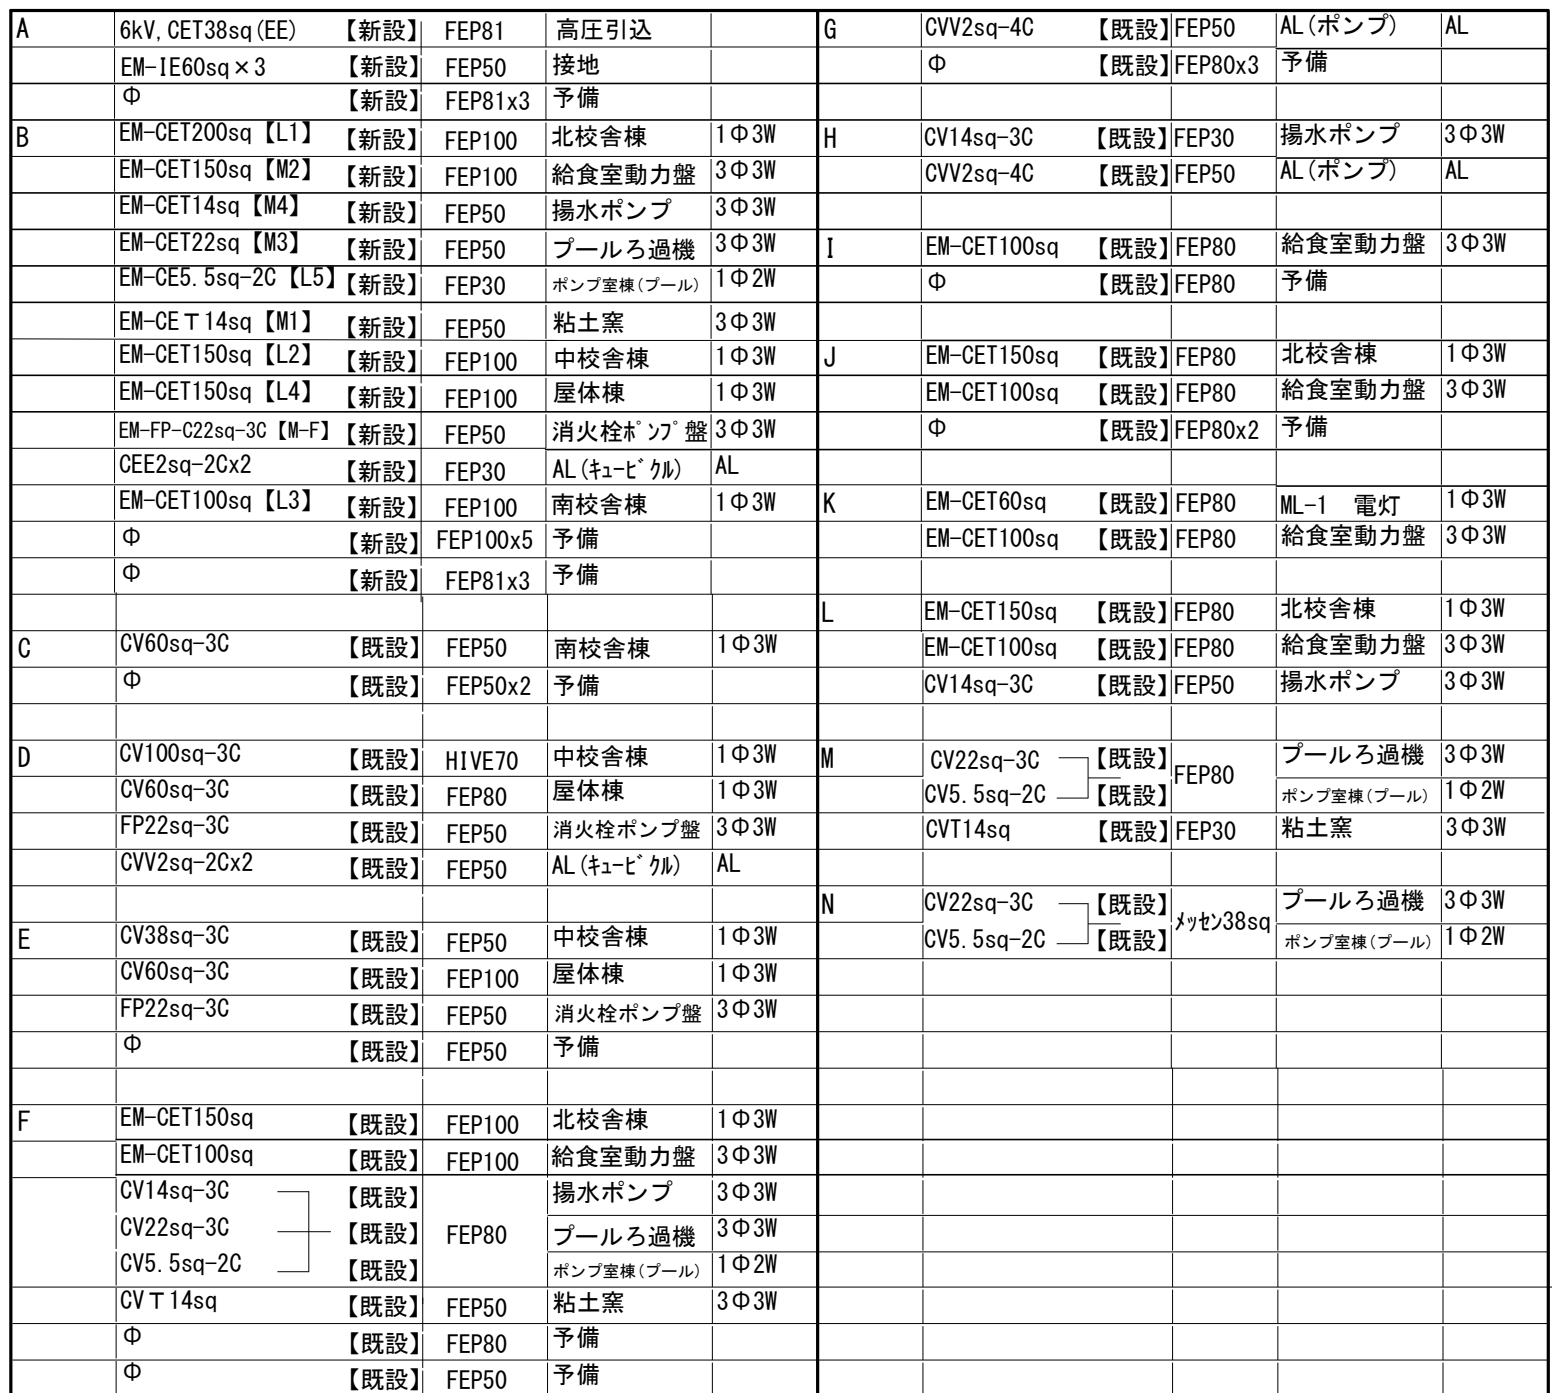 A 6kV,CET38sq(EE) 【新設】 FEP81 高圧引込
EM-IE60sq×3 【新設】 FEP50 接地
Φ 【新設】 FEP81x3 予備
B EM-CET200sq【L1】 【新設】 FEP100 北校舎棟 1Φ3W
EM-CET150sq【M2】 【新設】 FEP100 給食室動力盤 3Φ3W
EM-CET14sq【M4】 【新設】 FEP50 揚水ポンプ 3Φ3W
EM-CET22sq【M3】 【新設】 FEP50 プールろ過機 3Φ3W
EM-CE5.5sq-2C【L5】 【新設】 FEP30 ポンプ室棟(プール) 1Φ2W
EM-CET14sq【M1】 【新設】 FEP50 粘土窯 3Φ3W
EM-CET150sq【L2】 【新設】 FEP100 中校舎棟 1Φ3W
EM-CET150sq【L4】 【新設】 FEP100 屋体棟 1Φ3W
EM-FP-C22sq-3C【M-F】 【新設】 FEP50 消火栓ﾎﾟﾝﾌﾟ盤 3Φ3W
CEE2sq-2Cx2 【新設】 FEP30 AL(ｷｭｰﾋﾞｸﾙ) AL
EM-CET100sq【L3】 【新設】 FEP100 南校舎棟 1Φ3W
Φ 【新設】 FEP100x5 予備
Φ 【新設】 FEP81x3 予備
C CV60sq-3C 【既設】 FEP50 南校舎棟 1Φ3W
Φ 【既設】 FEP50x2 予備
D CV100sq-3C 【既設】 HIVE70 中校舎棟 1Φ3W
CV60sq-3C 【既設】 FEP80 屋体棟 1Φ3W
FP22sq-3C 【既設】 FEP50 消火栓ポンプ盤 3Φ3W
CVV2sq-2Cx2 【既設】 FEP50 AL(ｷｭｰﾋﾞｸﾙ) AL
E CV38sq-3C 【既設】 FEP50 中校舎棟 1Φ3W
CV60sq-3C 【既設】 FEP100 屋体棟 1Φ3W
FP22sq-3C 【既設】 FEP50 消火栓ポンプ盤 3Φ3W
Φ 【既設】 FEP50 予備
F EM-CET150sq 【既設】 FEP100 北校舎棟 1Φ3W
EM-CET100sq 【既設】 FEP100 給食室動力盤 3Φ3W
CV14sq-3C 【既設】 揚水ポンプ 3Φ3W
CV22sq-3C 【既設】 FEP80 プールろ過機 3Φ3W
CV5.5sq-2C 【既設】 ポンプ室棟(プール) 1Φ2W
CVT14sq 【既設】 FEP50 粘土窯 3Φ3W
Φ 【既設】 FEP80 予備
Φ 【既設】 FEP50 予備
G CVV2sq-4C 【既設】 FEP50 AL(ポンプ) AL
Φ 【既設】 FEP80x3 予備
H CV14sq-3C 【既設】 FEP30 揚水ポンプ 3Φ3W
CVV2sq-4C 【既設】 FEP50 AL(ポンプ) AL
I EM-CET100sq 【既設】 FEP80 給食室動力盤 3Φ3W
Φ 【既設】 FEP80 予備
J EM-CET150sq 【既設】 FEP80 北校舎棟 1Φ3W
EM-CET100sq 【既設】 FEP80 給食室動力盤 3Φ3W
Φ 【既設】 FEP80x2 予備
K EM-CET60sq 【既設】 FEP80 ML-1 電灯 1Φ3W
EM-CET100sq 【既設】 FEP80 給食室動力盤 3Φ3W
L EM-CET150sq 【既設】 FEP80 北校舎棟 1Φ3W
EM-CET100sq 【既設】 FEP80 給食室動力盤 3Φ3W
CV14sq-3C 【既設】 FEP50 揚水ポンプ 3Φ3W
M CV22sq-3C 【既設】 FEP80 プールろ過機 3Φ3W
CV5.5sq-2C 【既設】 ポンプ室棟(プール) 1Φ2W
CVT14sq 【既設】 FEP30 粘土窯 3Φ3W
N CV22sq-3C 【既設】 ﾒｯｾﾝ38sq プールろ過機 3Φ3W
CV5.5sq-2C 【既設】 ポンプ室棟(プール) 1Φ2W